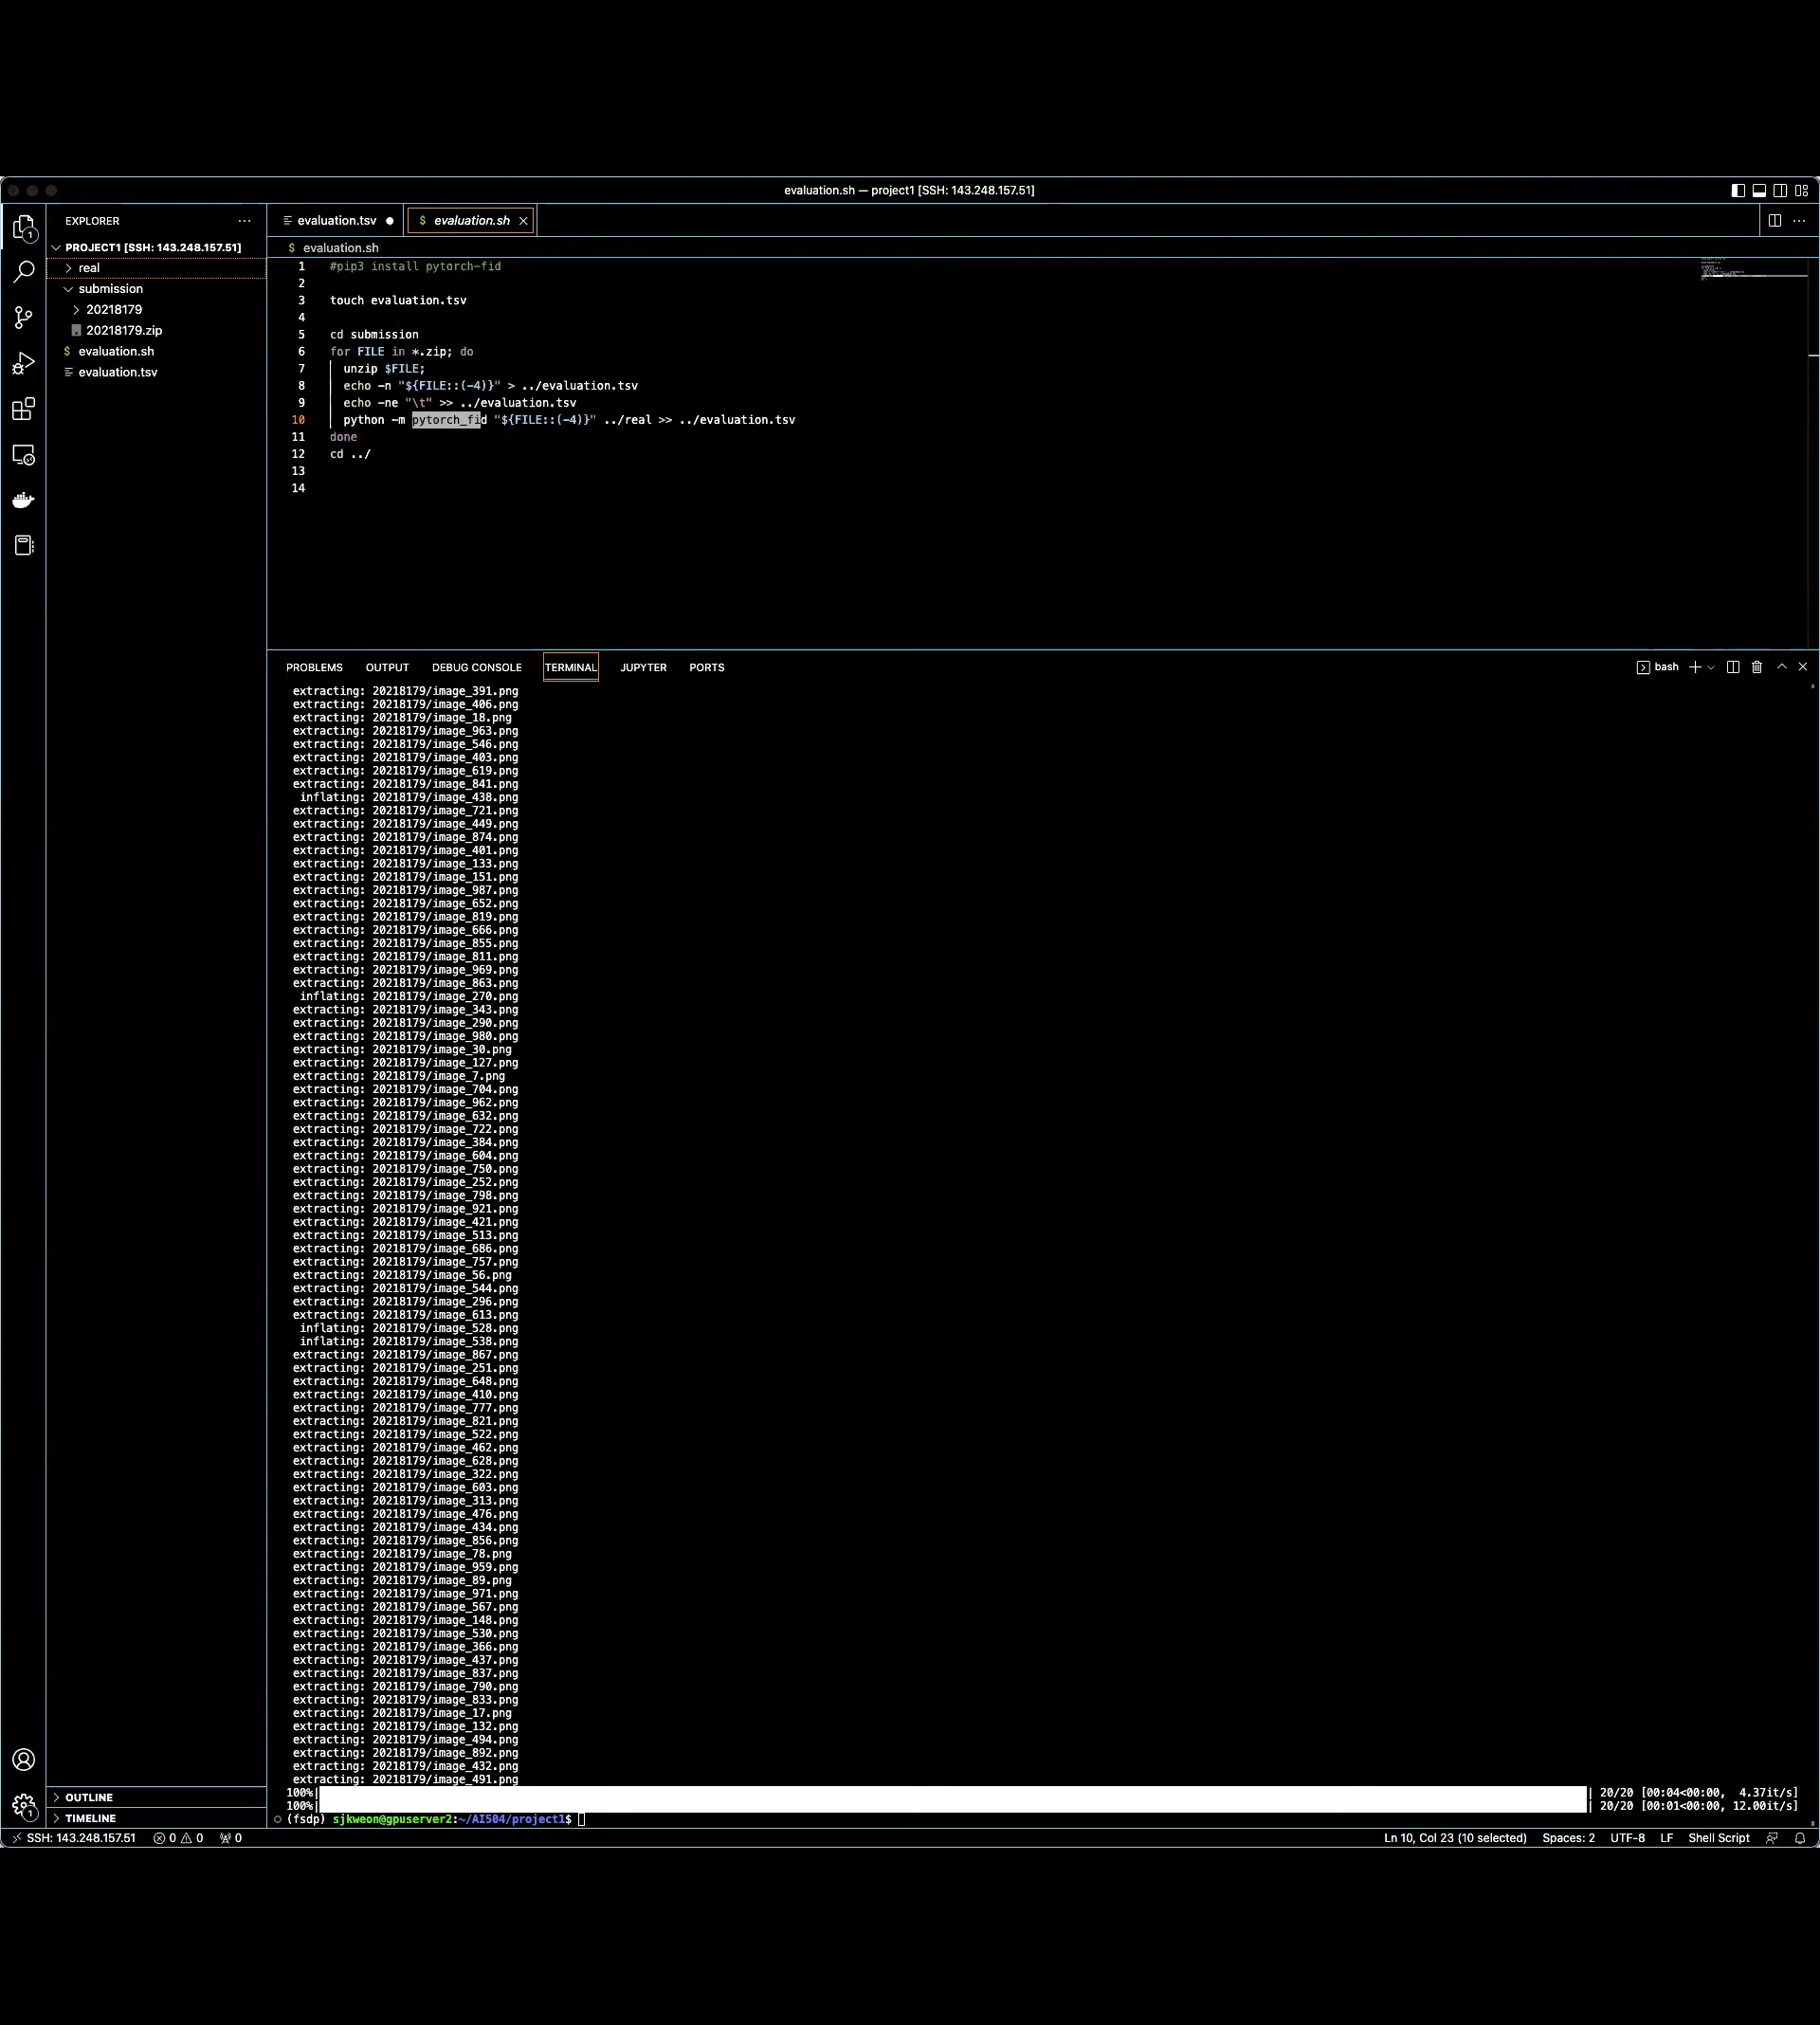 evaluation.sh — project1 [SSH: 143.248.157.51]
EXPLORER
PROJECT1 [SSH: 143.248.157.51]
real
submission
20218179
20218179.zip
$ evaluation.sh
evaluation.tsv
OUTLINE
TIMELINE
evaluation.tsv
$ evaluation.sh
$ evaluation.sh
1 #pip3 install pytorch-fid
2
3 touch evaluation.tsv
4
5 cd submission
6 for FILE in *.zip; do
7 unzip $FILE;
8 echo -n "${FILE::(-4)}" > ../evaluation.tsv
9 echo -ne "\t" >> ../evaluation.tsv
10 python -m pytorch_fid "${FILE::(-4)}" ../real >> ../evaluation.tsv
11 done
12 cd ../
13
14
PROBLEMS OUTPUT DEBUG CONSOLE TERMINAL JUPYTER PORTS
bash
extracting: 20218179/image_391.png
extracting: 20218179/image_406.png
extracting: 20218179/image_18.png
extracting: 20218179/image_963.png
extracting: 20218179/image_546.png
extracting: 20218179/image_403.png
extracting: 20218179/image_619.png
extracting: 20218179/image_841.png
inflating: 20218179/image_438.png
extracting: 20218179/image_721.png
extracting: 20218179/image_449.png
extracting: 20218179/image_874.png
extracting: 20218179/image_401.png
extracting: 20218179/image_133.png
extracting: 20218179/image_151.png
extracting: 20218179/image_987.png
extracting: 20218179/image_652.png
extracting: 20218179/image_819.png
extracting: 20218179/image_666.png
extracting: 20218179/image_855.png
extracting: 20218179/image_811.png
extracting: 20218179/image_969.png
extracting: 20218179/image_863.png
inflating: 20218179/image_270.png
extracting: 20218179/image_343.png
extracting: 20218179/image_290.png
extracting: 20218179/image_980.png
extracting: 20218179/image_30.png
extracting: 20218179/image_127.png
extracting: 20218179/image_7.png
extracting: 20218179/image_704.png
extracting: 20218179/image_962.png
extracting: 20218179/image_632.png
extracting: 20218179/image_722.png
extracting: 20218179/image_384.png
extracting: 20218179/image_604.png
extracting: 20218179/image_750.png
extracting: 20218179/image_252.png
extracting: 20218179/image_798.png
extracting: 20218179/image_921.png
extracting: 20218179/image_421.png
extracting: 20218179/image_513.png
extracting: 20218179/image_686.png
extracting: 20218179/image_757.png
extracting: 20218179/image_56.png
extracting: 20218179/image_544.png
extracting: 20218179/image_296.png
extracting: 20218179/image_613.png
inflating: 20218179/image_528.png
inflating: 20218179/image_538.png
extracting: 20218179/image_867.png
extracting: 20218179/image_251.png
extracting: 20218179/image_648.png
extracting: 20218179/image_410.png
extracting: 20218179/image_777.png
extracting: 20218179/image_821.png
extracting: 20218179/image_522.png
extracting: 20218179/image_462.png
extracting: 20218179/image_628.png
extracting: 20218179/image_322.png
extracting: 20218179/image_603.png
extracting: 20218179/image_313.png
extracting: 20218179/image_476.png
extracting: 20218179/image_434.png
extracting: 20218179/image_856.png
extracting: 20218179/image_78.png
extracting: 20218179/image_959.png
extracting: 20218179/image_89.png
extracting: 20218179/image_971.png
extracting: 20218179/image_567.png
extracting: 20218179/image_148.png
extracting: 20218179/image_530.png
extracting: 20218179/image_366.png
extracting: 20218179/image_437.png
extracting: 20218179/image_837.png
extracting: 20218179/image_790.png
extracting: 20218179/image_833.png
extracting: 20218179/image_17.png
extracting: 20218179/image_132.png
extracting: 20218179/image_494.png
extracting: 20218179/image_892.png
extracting: 20218179/image_432.png
extracting: 20218179/image_491.png
100%| | 20/20 [00:04<00:00, 4.37it/s]
100%| | 20/20 [00:01<00:00, 12.00it/s]
(fsdp) sjkweon@gpuserver2:~/AI504/project1$
SSH: 143.248.157.51 0 0 0 Ln 10, Col 23 (10 selected) Spaces: 2 UTF-8 LF Shell Script